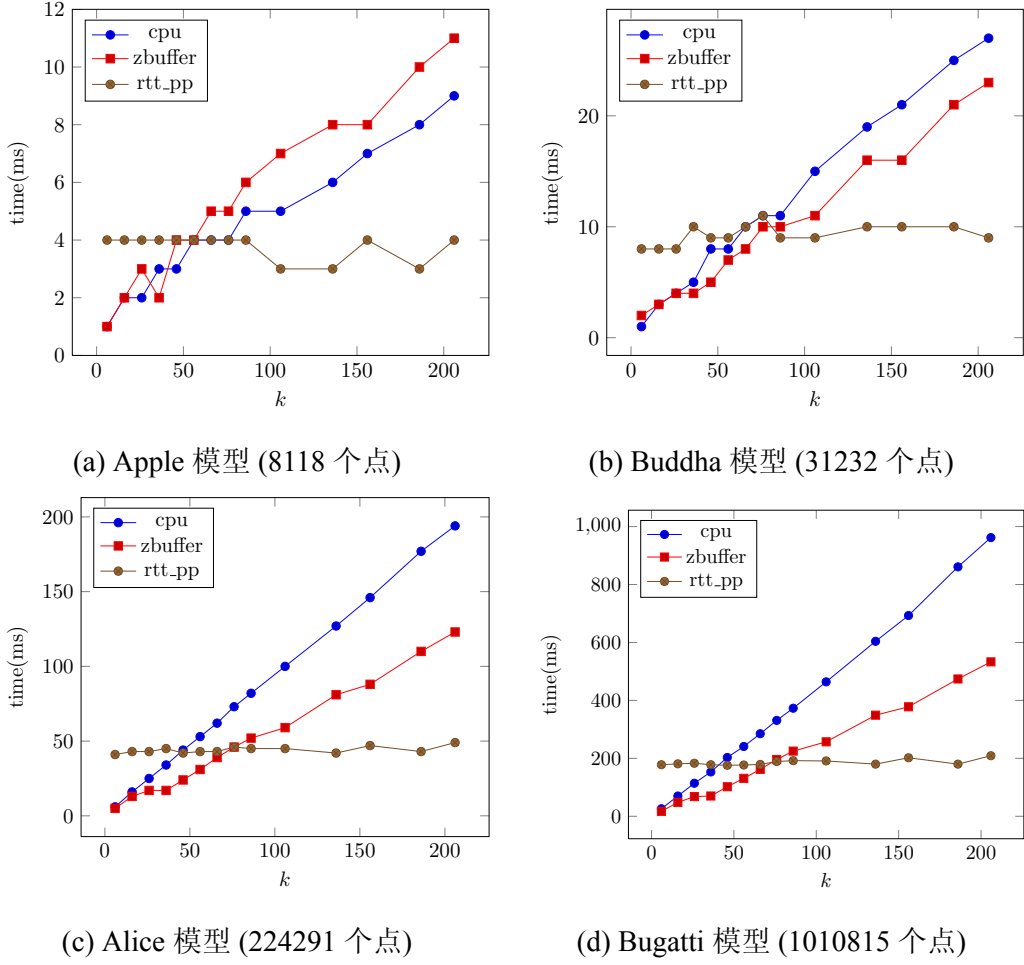 12
10
8
6
4
2
0
time(ms)
cpu
zbuffer
rtt_pp
0 50 100 150 200
k
(a) Apple 模型 (8118 个点)
20
10
0
time(ms)
cpu
zbuffer
rtt_pp
0 50 100 150 200
k
(b) Buddha 模型 (31232 个点)
200
150
100
50
0
time(ms)
cpu
zbuffer
rtt_pp
0 50 100 150 200
k
(c) Alice 模型 (224291 个点)
1,000
800
600
400
200
0
time(ms)
cpu
zbuffer
rtt_pp
0 50 100 150 200
k
(d) Bugatti 模型 (1010815 个点)